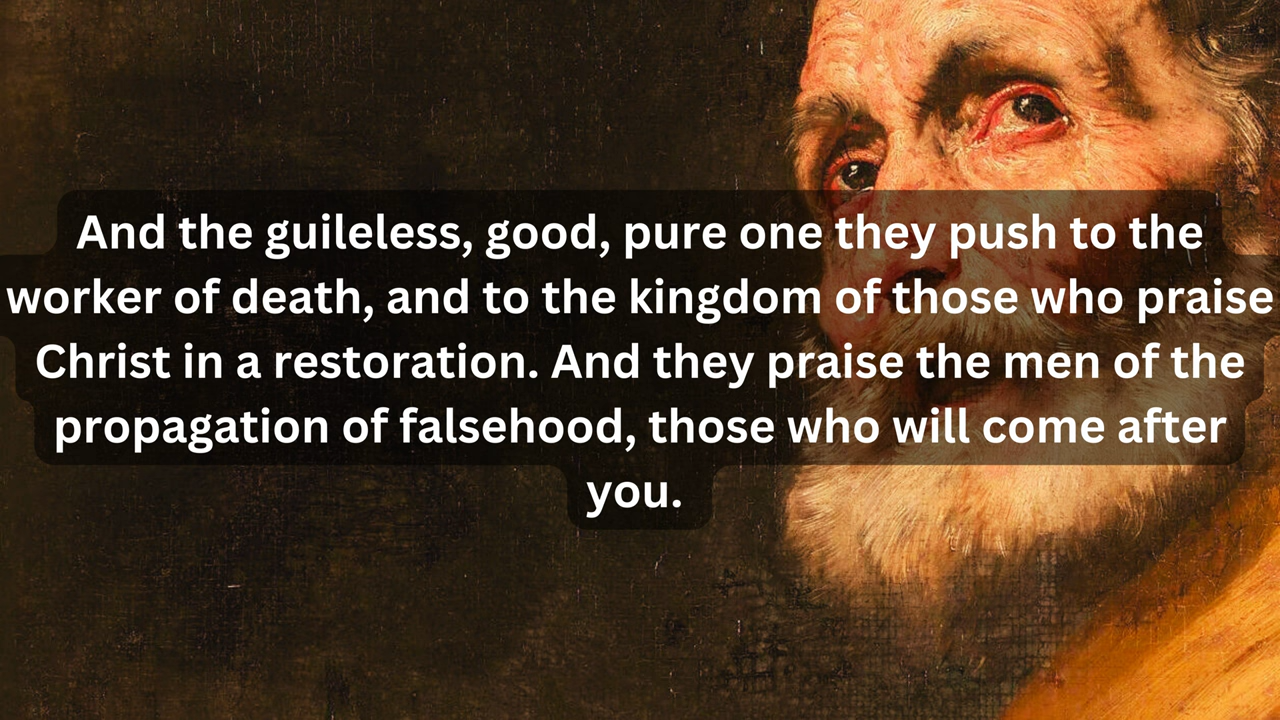 And the guileless, good, pure one they push to the
worker of death, and to the kingdom of those who praise
Christ in a restoration. And they praise the men of the
propagation of falsehood, those who will come after
you.